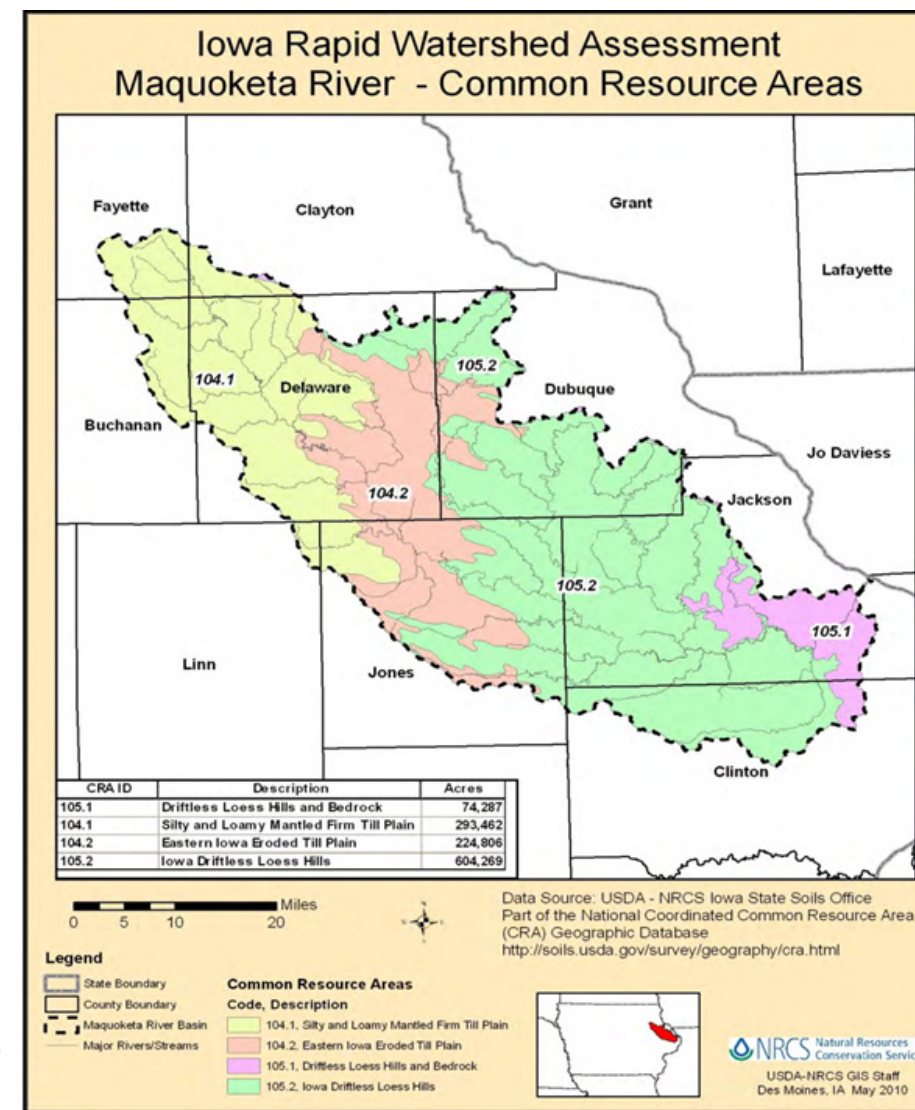 Iowa Rapid Watershed Assessment
Maquoketa River - Common Resource Areas
Fayette
Clayton
Grant
Lafayette
104.1
Delaware
105.2
Dubuque
Buchanan
Jo Daviess
104.2
Jackson
105.2
105.1
Linn
Jones
Clinton
CRA ID Description Acres
105.1 Driftless Loess Hills and Bedrock 74,287
104.1 Silty and Loamy Mantled Firm Till Plain 293,462
104.2 Eastern Iowa Eroded Till Plain 224,806
105.2 Iowa Driftless Loess Hills 604,269
Miles
0 5 10 20
Data Source: USDA - NRCS Iowa State Soils Office
Part of the National Coordinated Common Resource Area
(CRA) Geographic Database
http://soils.usda.gov/survey/geography/cra.html
Legend
State Boundary
County Boundary
Maquoketa River Basin
Major Rivers/Streams
Common Resource Areas
Code, Description
104.1, Silty and Loamy Mantled Firm Till Plain
104.2, Eastern Iowa Eroded Till Plain
105.1, Driftless Loess Hills and Bedrock
105.2, Iowa Driftless Loess Hills
NRCS Natural Resources
Conservation Servic
USDA-NRCS GIS Staff
Des Moines, IA May 2010